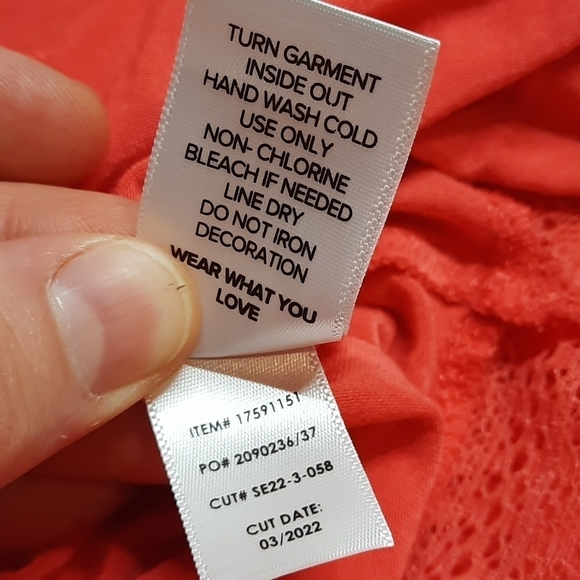 TURN GARMENT
INSIDE OUT
HAND WASH COLD
USE ONLY
NON- CHLORINE
BLEACH IF NEEDED
LINE DRY
DO NOT IRON
DECORATION
WEAR WHAT YOU
LOVE
ITEM# 17591151
PO# 2090236/37
CUT# SE22-3-058
CUT DATE:
03/2022